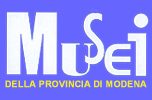 MUSEi
DELLA PROVINCIA DI MODENA